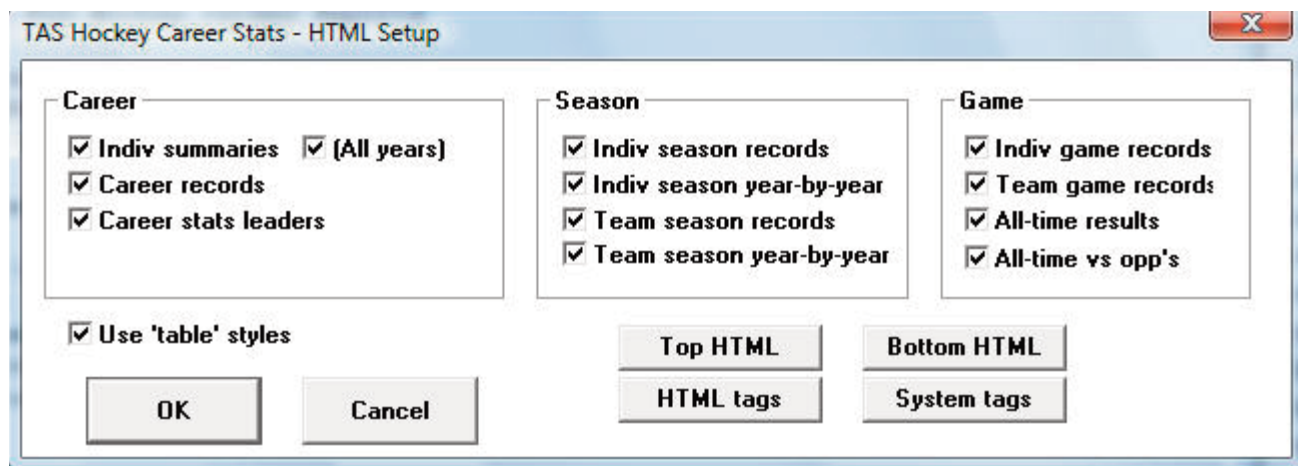 TAS Hockey Career Stats - HTML Setup
Career
Indiv summaries (All years)
Career records
Career stats leaders
Season
Indiv season records
Indiv season year-by-year
Team season records
Team season year-by-year
Game
Indiv game records
Team game records
All-time results
All-time vs opp's
Use 'table' styles
Top HTML Bottom HTML
HTML tags System tags
OK Cancel